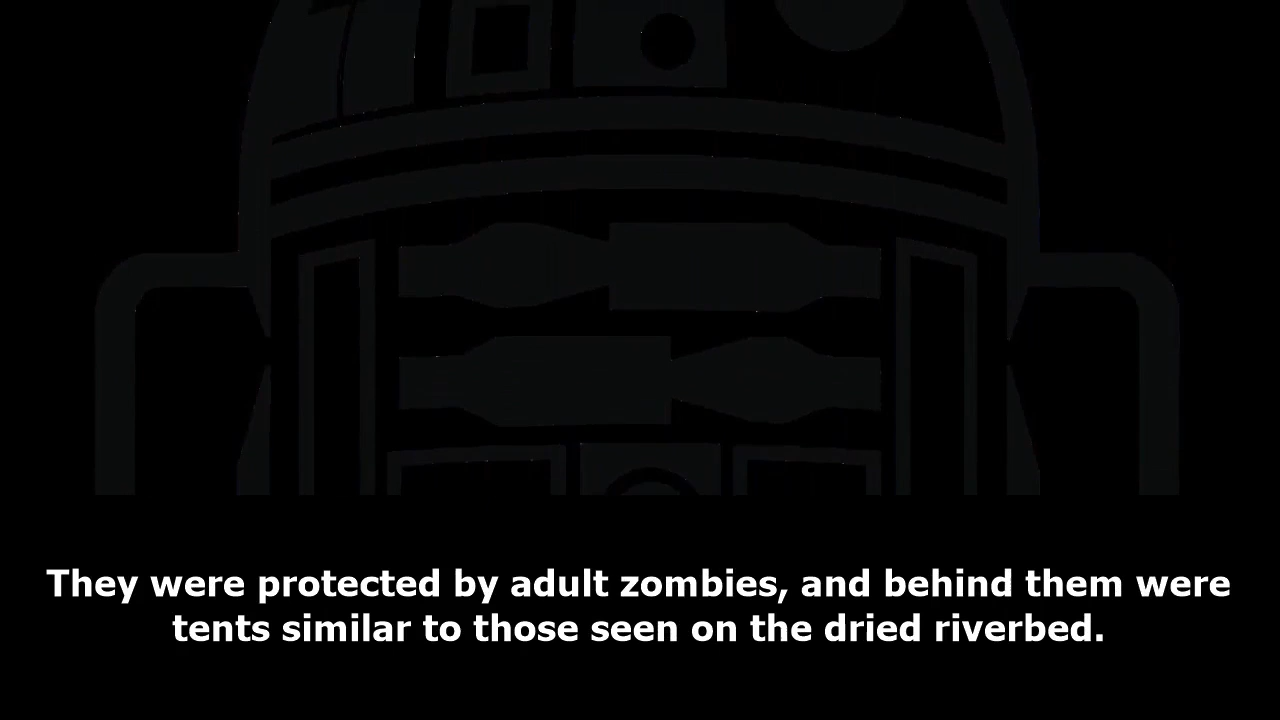 They were protected by adult zombies, and behind them were
tents similar to those seen on the dried riverbed.